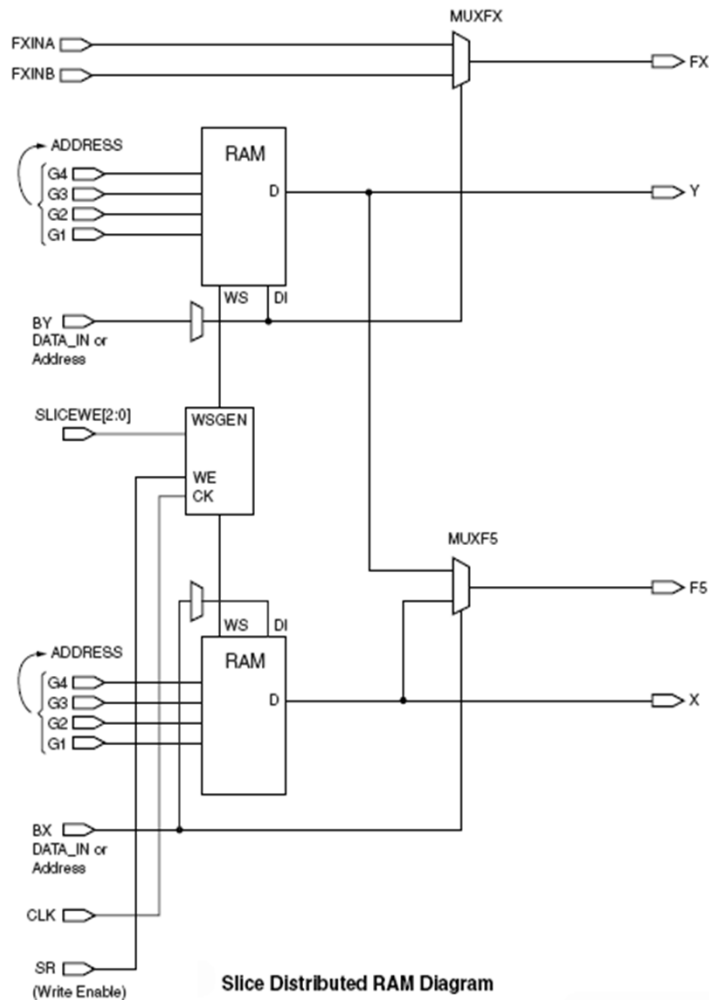 MUXFX
FXINA
FXINB
FX
ADDRESS
RAM
G4
G3
G2
G1
D
Y
WS DI
BY
DATA_IN or
Address
SLICEWE[2:0]
WSGEN
WE
CK
MUXF5
F5
WS DI
ADDRESS
RAM
G4
G3
G2
G1
D
X
BX
DATA_IN or
Address
CLK
SR
(Write Enable)
Slice Distributed RAM Diagram